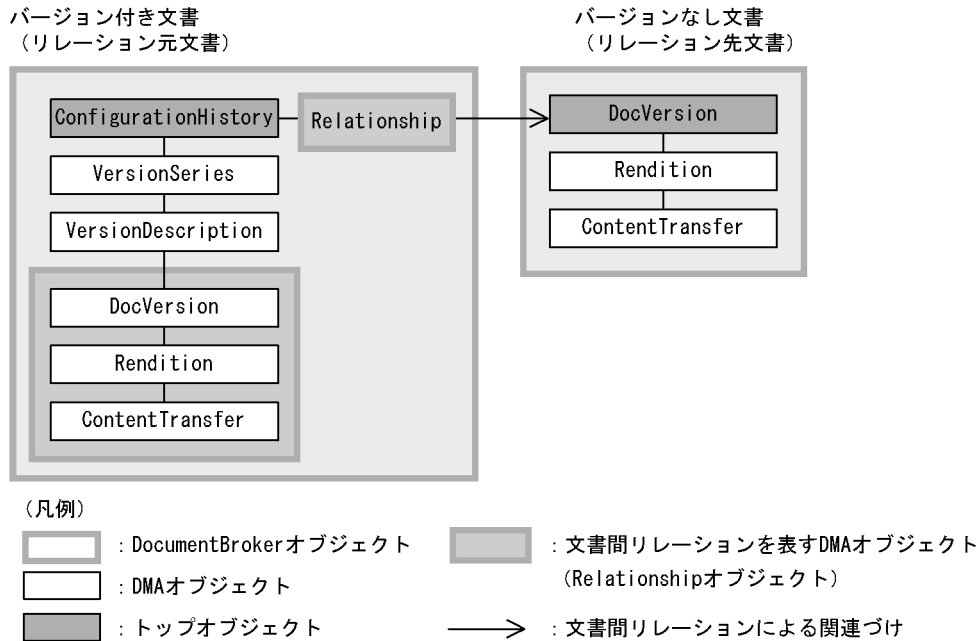 バージョン付き文書
(リレーション元文書)
バージョンなし文書
(リレーション先文書)
ConfigurationHistory
Relationship
DocVersion
VersionSeries
Rendition
VersionDescription
ContentTransfer
DocVersion
Rendition
ContentTransfer
(凡例)
:DocumentBrokerオブジェクト
:文書間リレーションを表すDMAオブジェクト
(Relationshipオブジェクト)
:DMAオブジェクト
:トップオブジェクト
:文書間リレーションによる関連づけ